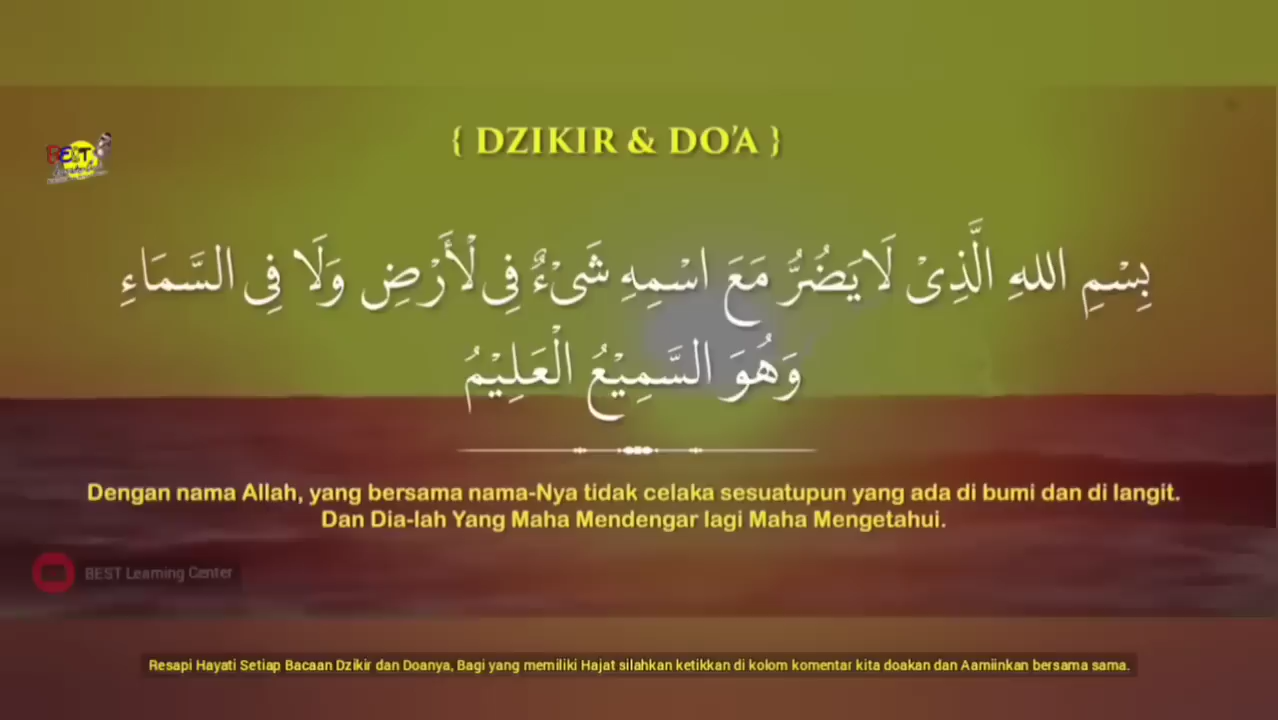 { DZIKIR & DO'A }
BEST
بِسْمِ اللهِ الَّذِىْ لَا يَضُرُّ مَعَ اسْمِهِ شَىْءٌ فِى لْأَرْضِ وَلَا فِى السَّمَاءِ
وَهُوَ السَّمِيْعُ الْعَلِيْمُ
Dengan nama Allah, yang bersama nama-Nya tidak celaka sesuatupun yang ada di bumi dan di langit.
Dan Dia-lah Yang Maha Mendengar lagi Maha Mengetahui.
BEST Learning Center
Resapi Hayati Setiap Bacaan Dzikir dan Doanya, Bagi yang memiliki Hajat silahkan ketikkan di kolom komentar kita doakan dan Aamiinkan bersama sama.